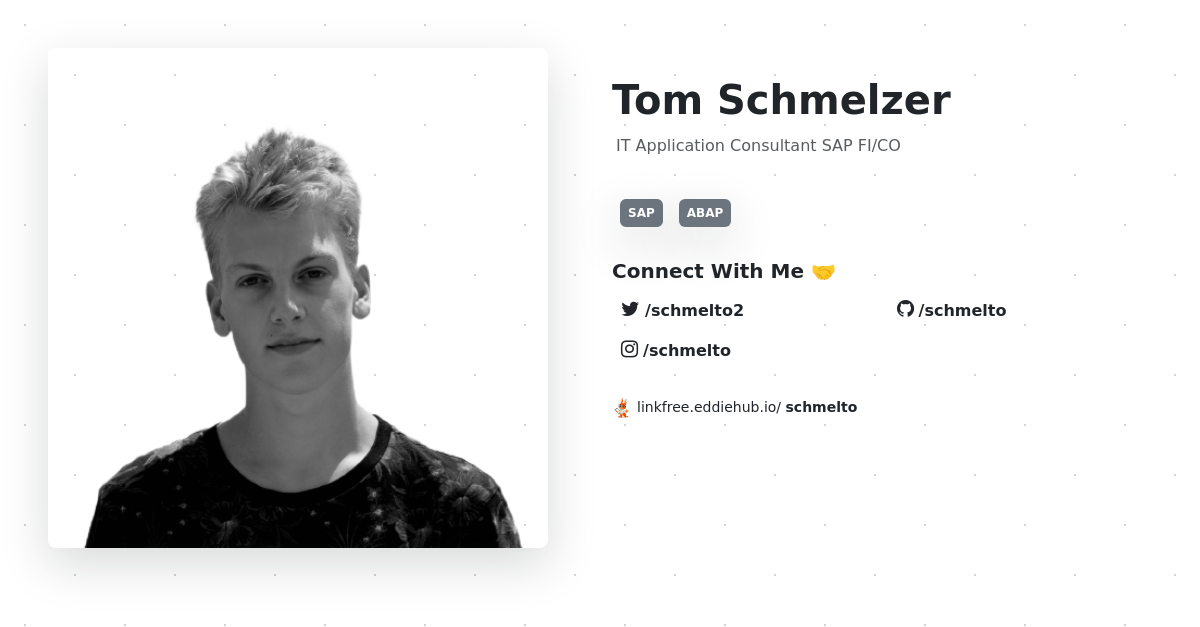 Tom Schmelzer
IT Application Consultant SAP FI/CO
SAP ABAP
Connect With Me 🤝
/schmelto2 /schmelto
/schmelto
linkfree.eddiehub.io/ schmelto